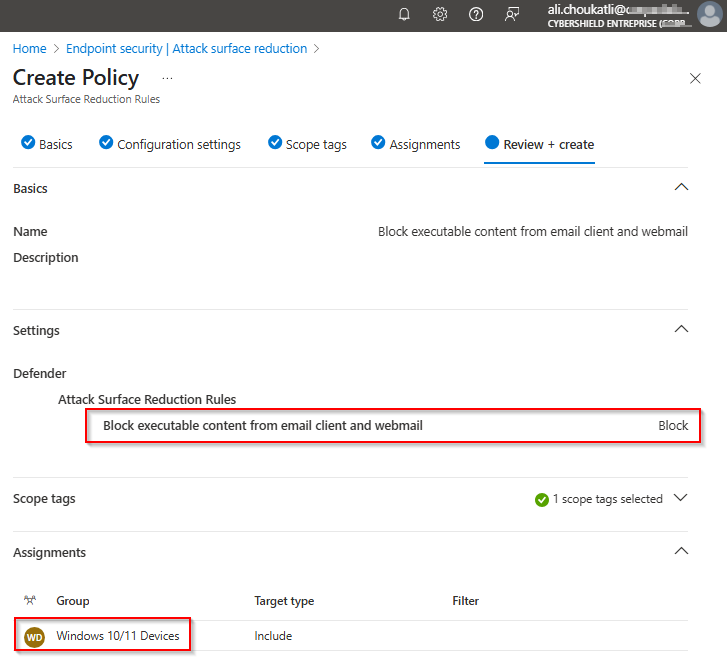 ali.choukatli@
CYBERSHIELD ENTREPRISE (
Home > Endpoint security | Attack surface reduction >
Create Policy ...
Attack Surface Reduction Rules
Basics Configuration settings Scope tags Assignments Review + create
Basics
Name Block executable content from email client and webmail
Description
Settings
Defender
Attack Surface Reduction Rules
Block executable content from email client and webmail Block
Scope tags 1 scope tags selected
Assignments
Group Target type Filter
WD Windows 10/11 Devices Include